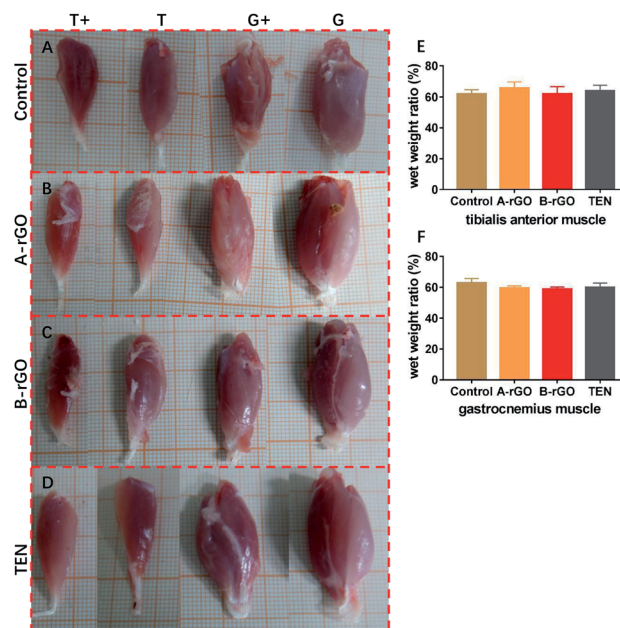 T+ T G+ G
A
Control
B
A-rGO
C
B-rGO
D
TEN
E
wet weight ratio (%)
80
60
40
20
0
Control A-rGO B-rGO TEN
tibialis anterior muscle
F
wet weight ratio (%)
80
60
40
20
0
Control A-rGO B-rGO TEN
gastrocnemius muscle